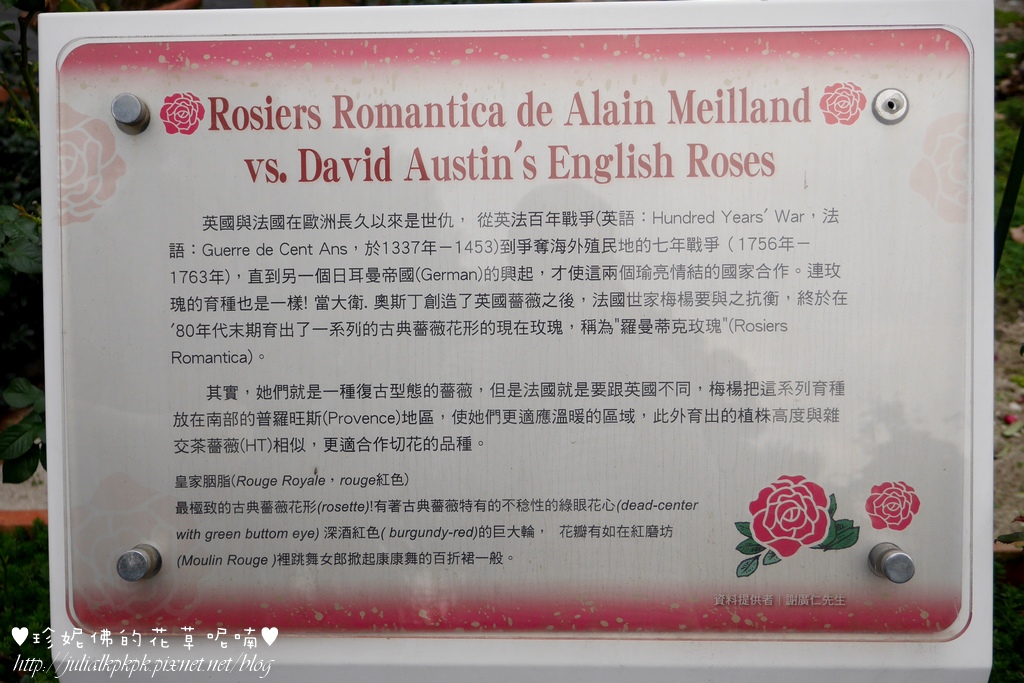 Rosiers Romantica de Alain Meilland
vs. David Austin's English Roses
英國與法國在歐洲長久以來是世仇， 從英法百年戰爭(英語：Hundred Years' War，法
語：Guerre de Cent Ans，於1337年－1453)到爭奪海外殖民地的七年戰爭（1756年－
1763年)，直到另一個日耳曼帝國(German)的興起，才使這兩個瑜亮情結的國家合作。連玫
瑰的育種也是一樣! 當大衛. 奧斯丁創造了英國薔薇之後，法國世家梅楊要與之抗衡，終於在
'80年代末期育出了一系列的古典薔薇花形的現在玫瑰，稱為"羅曼蒂克玫瑰"(Rosiers
Romantica)。
其實，她們就是一種復古型態的薔薇，但是法國就是要跟英國不同，梅楊把這系列育種
放在南部的普羅旺斯(Provence)地區，使她們更適應溫暖的區域，此外育出的植株高度與雜
交茶薔薇(HT)相似，更適合作切花的品種。
皇家胭脂(Rouge Royale，rouge紅色)
最極致的古典薔薇花形(rosette)!有著古典薔薇特有的不稔性的綠眼花心(dead-center
with green buttom eye) 深酒紅色( burgundy-red)的巨大輪， 花瓣有如在紅磨坊
(Moulin Rouge )裡跳舞女郎掀起康康舞的百折裙一般。
資料提供者｜謝廣仁先生
♥珍妮佛的花草呢喃♥
http://julialkpkpk.pixnet.net/blog